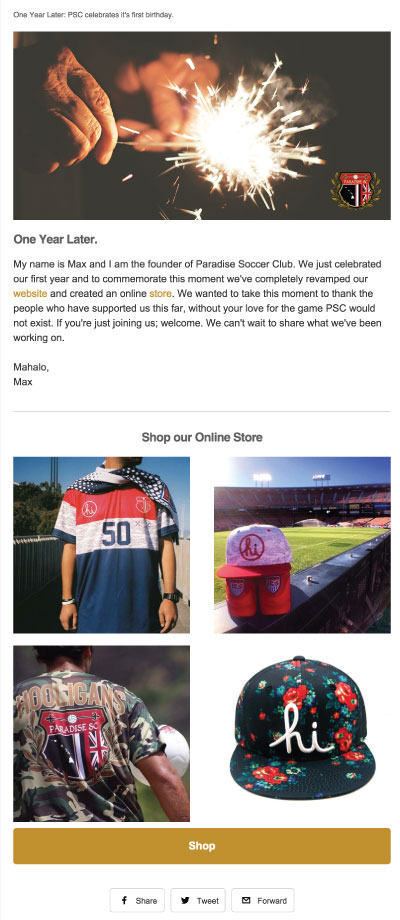 One Year Later: PSC celebrates it's first birthday.
PARADISE SC
One Year Later.
My name is Max and I am the founder of Paradise Soccer Club. We just celebrated
our first year and to commemorate this moment we've completely revamped our
website and created an online store. We wanted to take this moment to thank the
people who have supported us this far, without your love for the game PSC would
not exist. If you're just joining us; welcome. We can't wait to share what we've been
working on.
Mahalo,
Max
Shop our Online Store
hi
50
hi
HOOLIGANS
PARADISE SC
hi
Shop
Share
Tweet
Forward